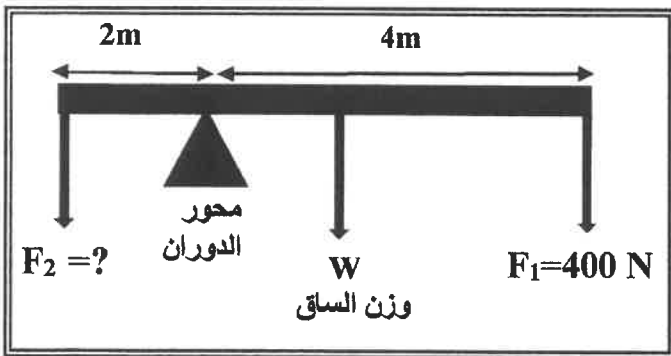 2m 4m
محور
الدوران
F₂ =?
W
وزن الساق
F₁=400 N